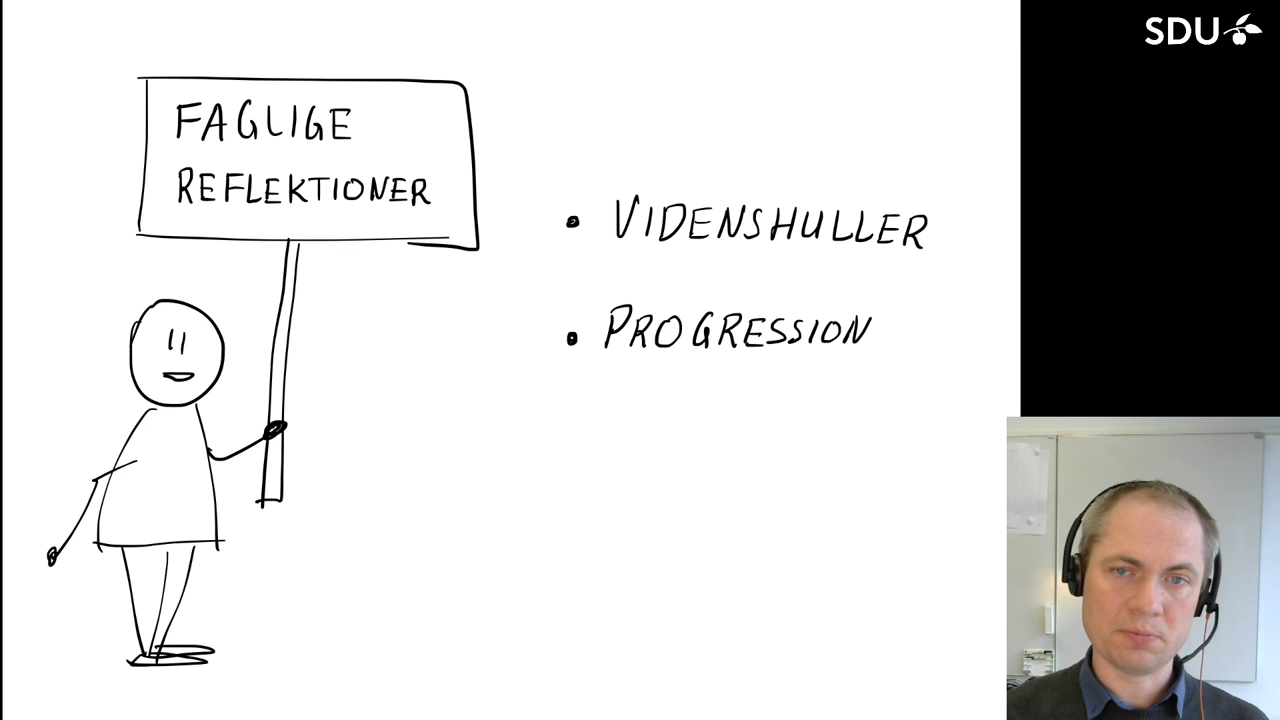 SDU
FAGLIGE
REFLEKTIONER
• VIDENSHULLER
• PROGRESSION